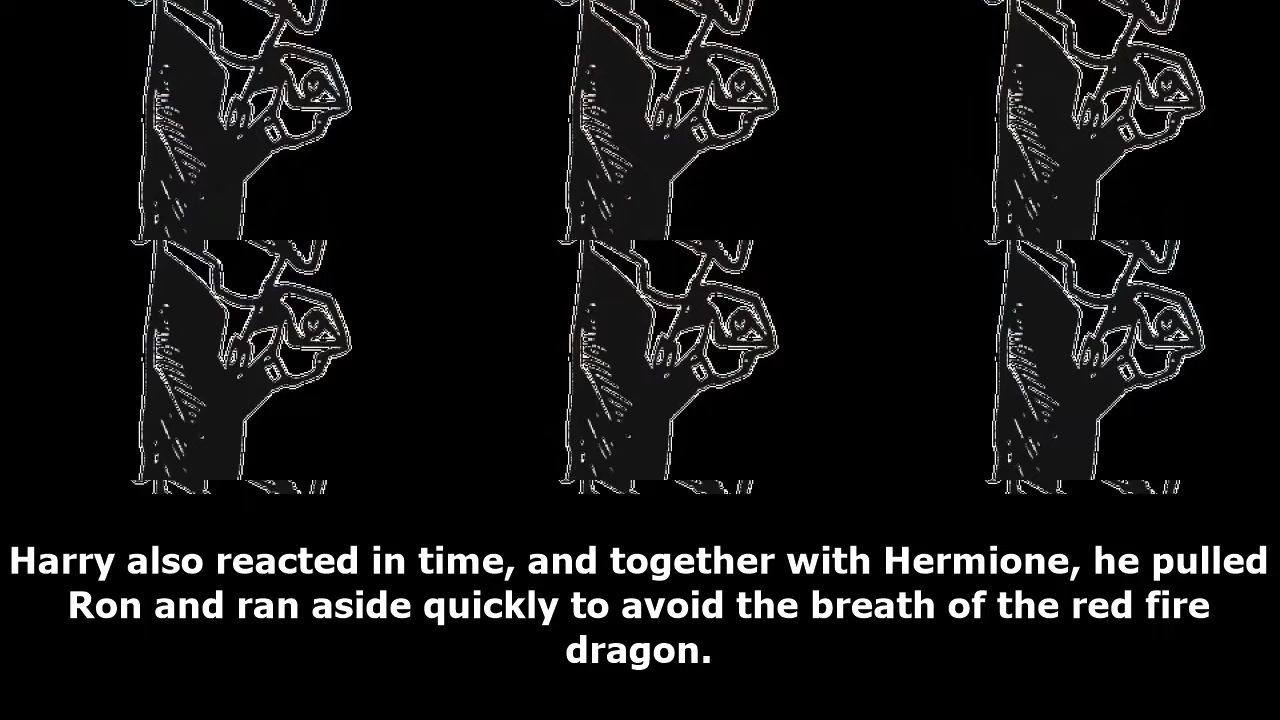 Harry also reacted in time, and together with Hermione, he pulled
Ron and ran aside quickly to avoid the breath of the red fire
dragon.